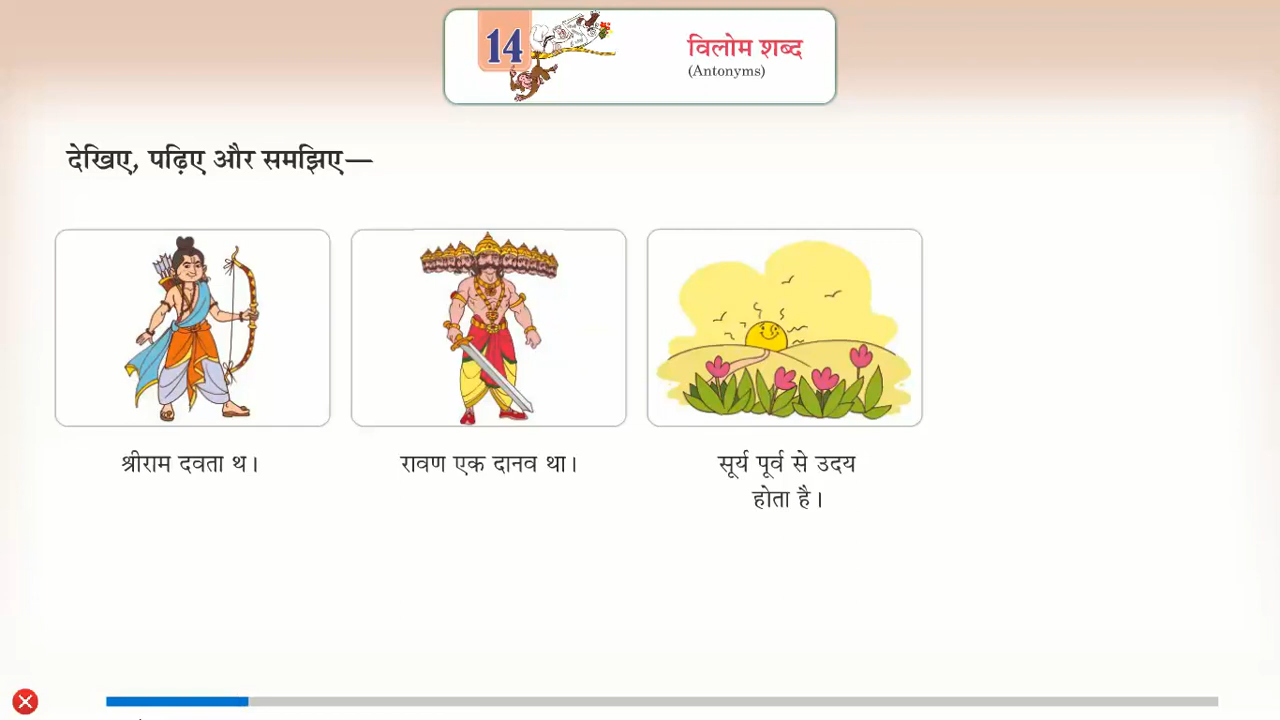 14
विलोम शब्द
(Antonyms)
देखिए, पढ़िए और समझिए—
श्रीराम दवता थ।
रावण एक दानव था।
सूर्य पूर्व से उदय
होता है।